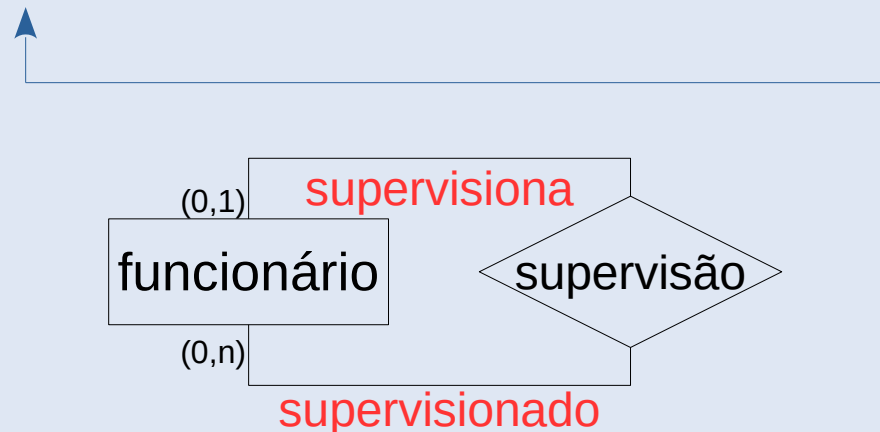 supervisiona
(0,1)
funcionário
supervisão
(0,n)
supervisionado